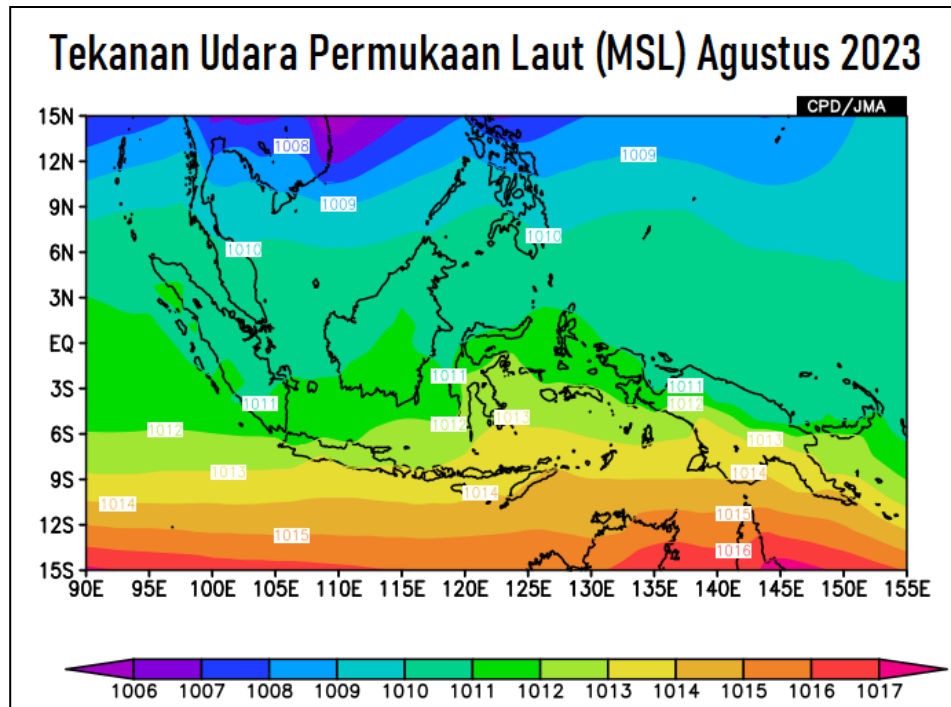 Tekanan Udara Permukaan Laut (MSL) Agustus 2023
CPD/JMA
15N
12N
9N
6N
3N
EQ
3S
6S
9S
12S
15S
1008
1009
1009
1010
1010
1011
1011
1011
1012
1012
1012
1013
1013
1013
1014
1014
1014
1015
1015
1016
90E 95E 100E 105E 110E 115E 120E 125E 130E 135E 140E 145E 150E 155E
1006 1007 1008 1009 1010 1011 1012 1013 1014 1015 1016 1017